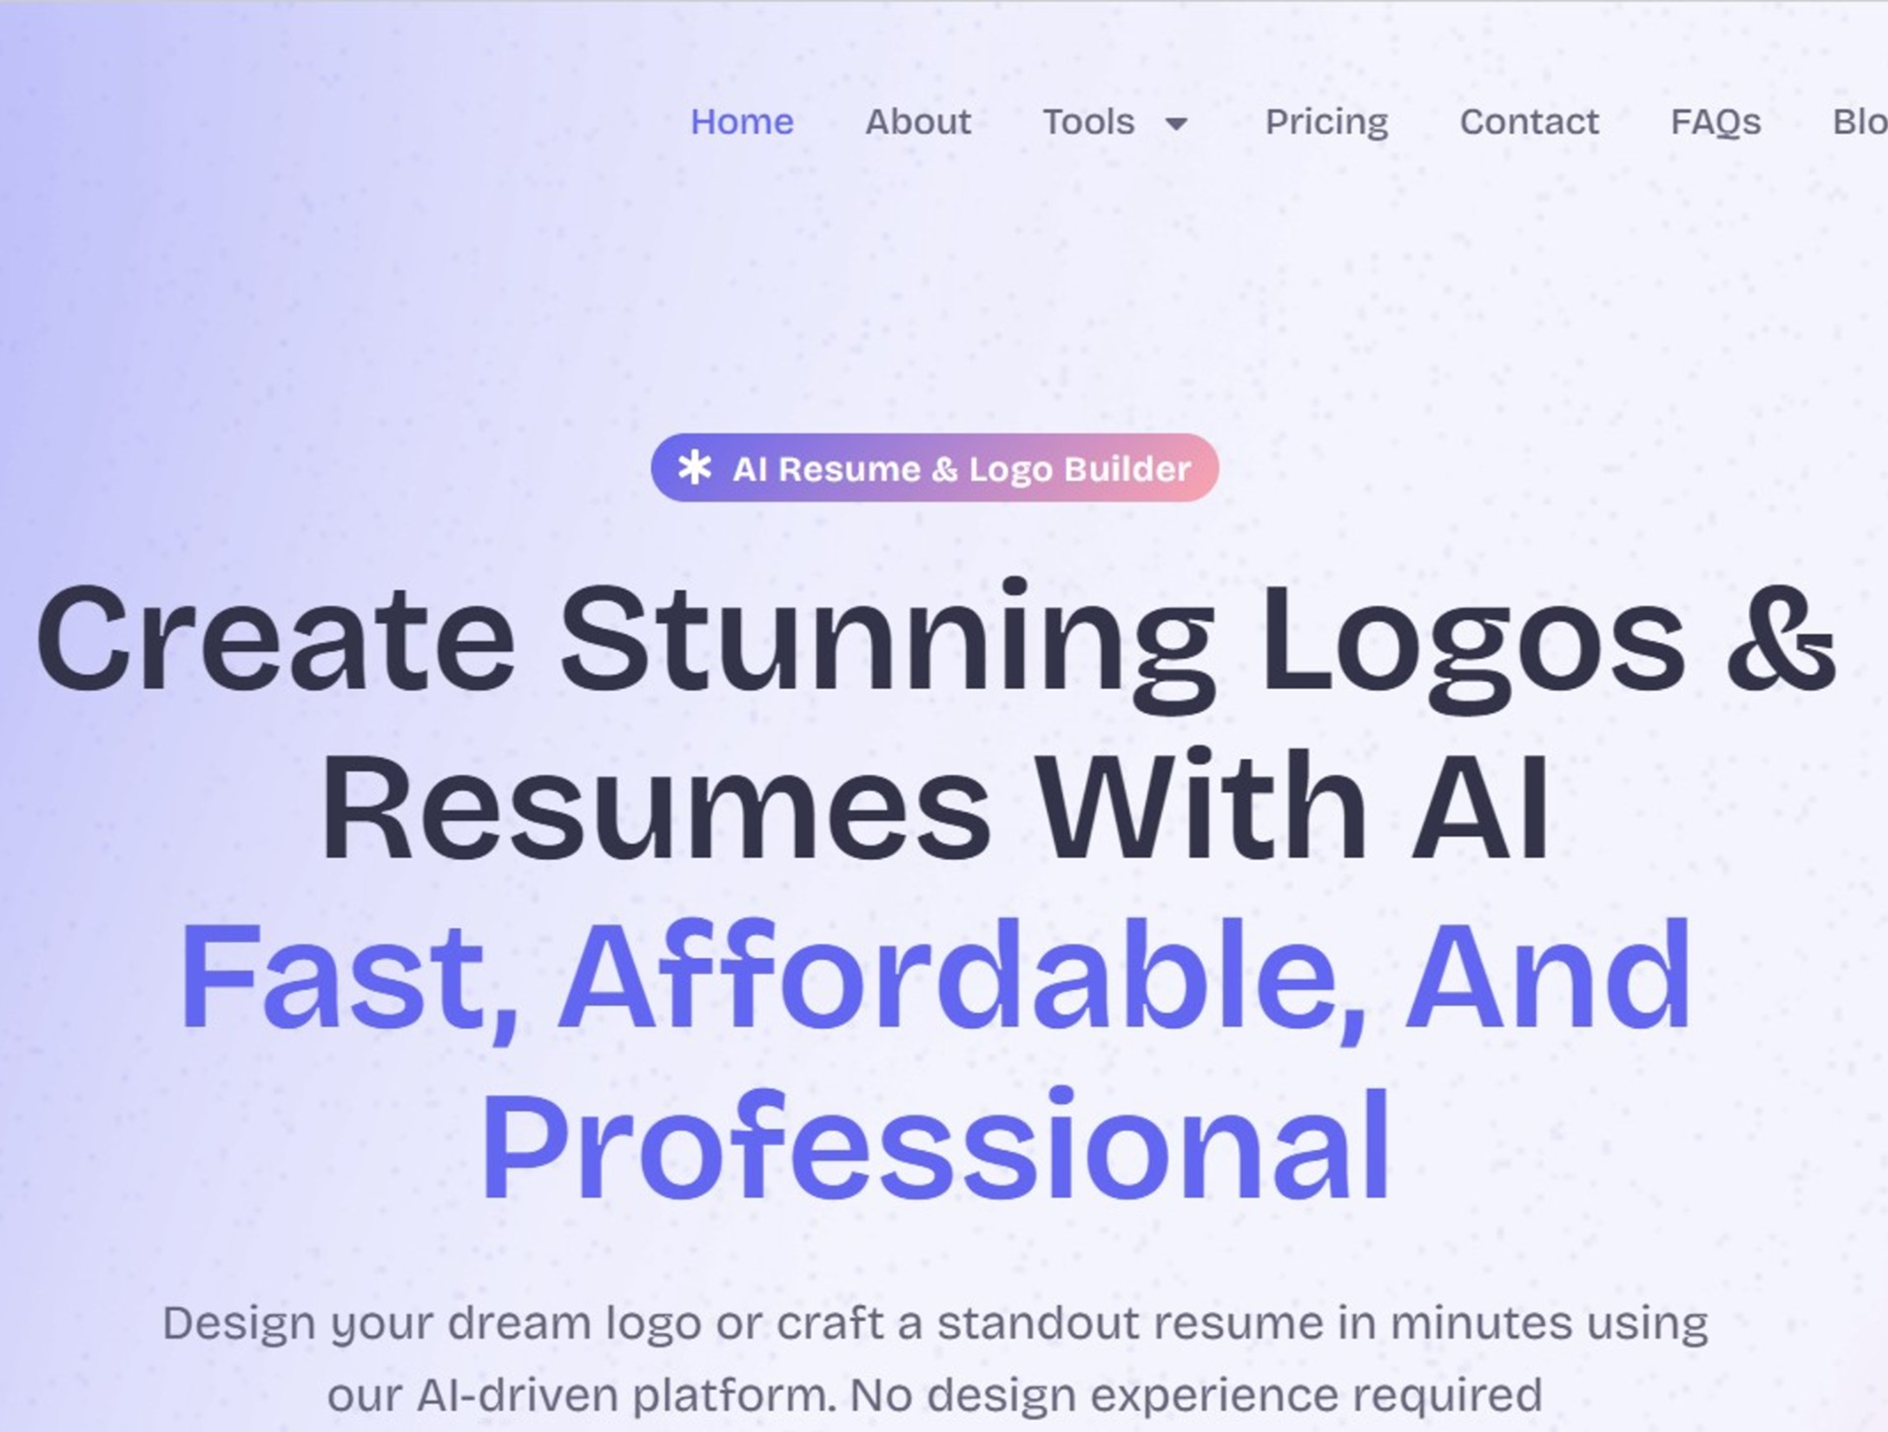 Home About Tools Pricing Contact FAQs Blo
AI Resume & Logo Builder
Create Stunning Logos &
Resumes With AI
Fast, Affordable, And
Professional
Design your dream logo or craft a standout resume in minutes using
our AI-driven platform. No design experience required